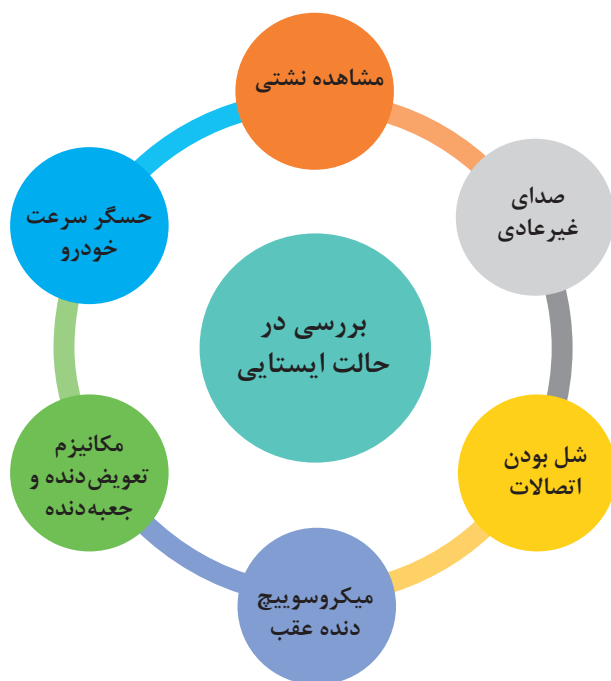 بررسی در
حالت ایستایی
مشاهده نشتی
صدای
غیرعادی
شل بودن
اتصالات
میکروسوییچ
دنده عقب
مکانیزم
تعویض‌دنده و
جعبه‌دنده
حسگر سرعت
خودرو